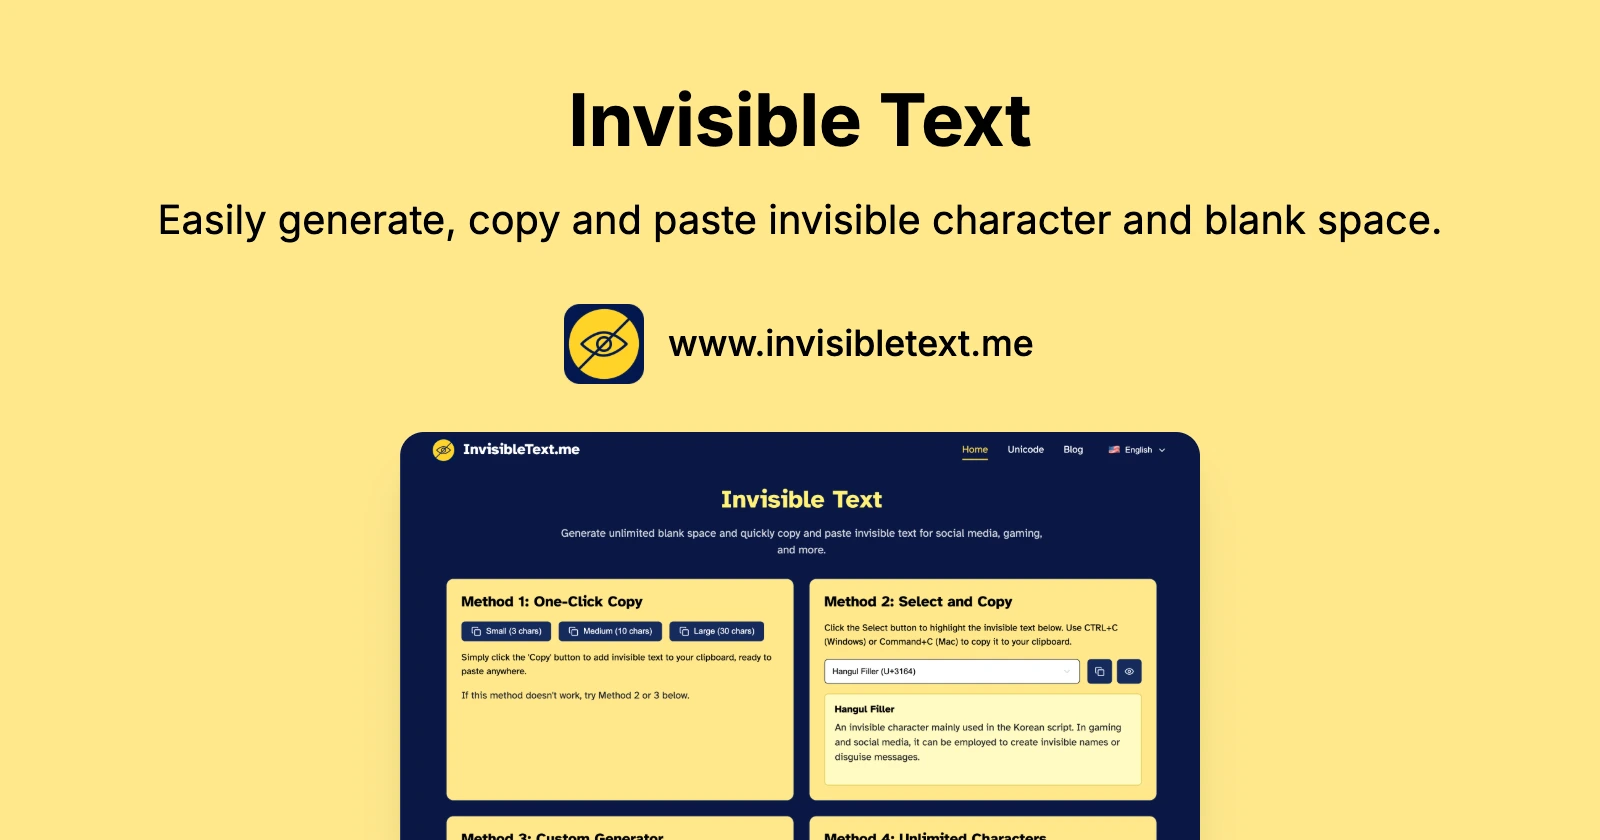 Invisible Text
Easily generate, copy and paste invisible character and blank space.
www.invisibletext.me
InvisibleText.me
Home Unicode Blog English
Invisible Text
Generate unlimited blank space and quickly copy and paste invisible text for social media, gaming,
and more.
Method 1: One-Click Copy
Small (3 chars) Medium (10 chars) Large (30 chars)
Simply click the 'Copy' button to add invisible text to your clipboard, ready to
paste anywhere.
If this method doesn't work, try Method 2 or 3 below.
Method 2: Select and Copy
Click the Select button to highlight the invisible text below. Use CTRL+C
(Windows) or Command+C (Mac) to copy it to your clipboard.
Hangul Filler (U+3164)
Hangul Filler
An invisible character mainly used in the Korean script. In gaming
and social media, it can be employed to create invisible names or
disguise messages.
Method 3: Custom Generator
Method 4: Unlimited Characters